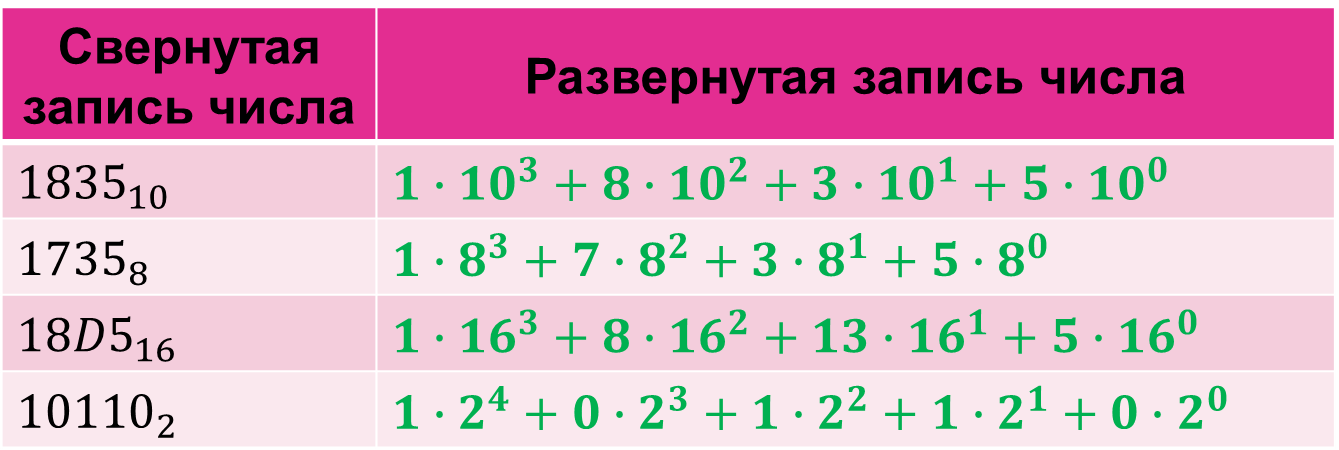 Свернутая
запись числа
Развернутая запись числа
1835₁₀
1 · 10³ + 8 · 10² + 3 · 10¹ + 5 · 10⁰
1735₈
1 · 8³ + 7 · 8² + 3 · 8¹ + 5 · 8⁰
18D5₁₆
1 · 16³ + 8 · 16² + 13 · 16¹ + 5 · 16⁰
10110₂
1 · 2⁴ + 0 · 2³ + 1 · 2² + 1 · 2¹ + 0 · 2⁰